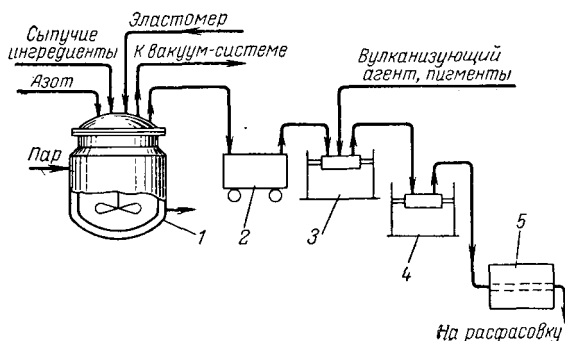 Эластомер
Сыпучие
ингредиенты
К вакуум-системе
Азот
Вулканизующий
агент, пигменты
Пар
1
2
3
4
5
На расфасовку